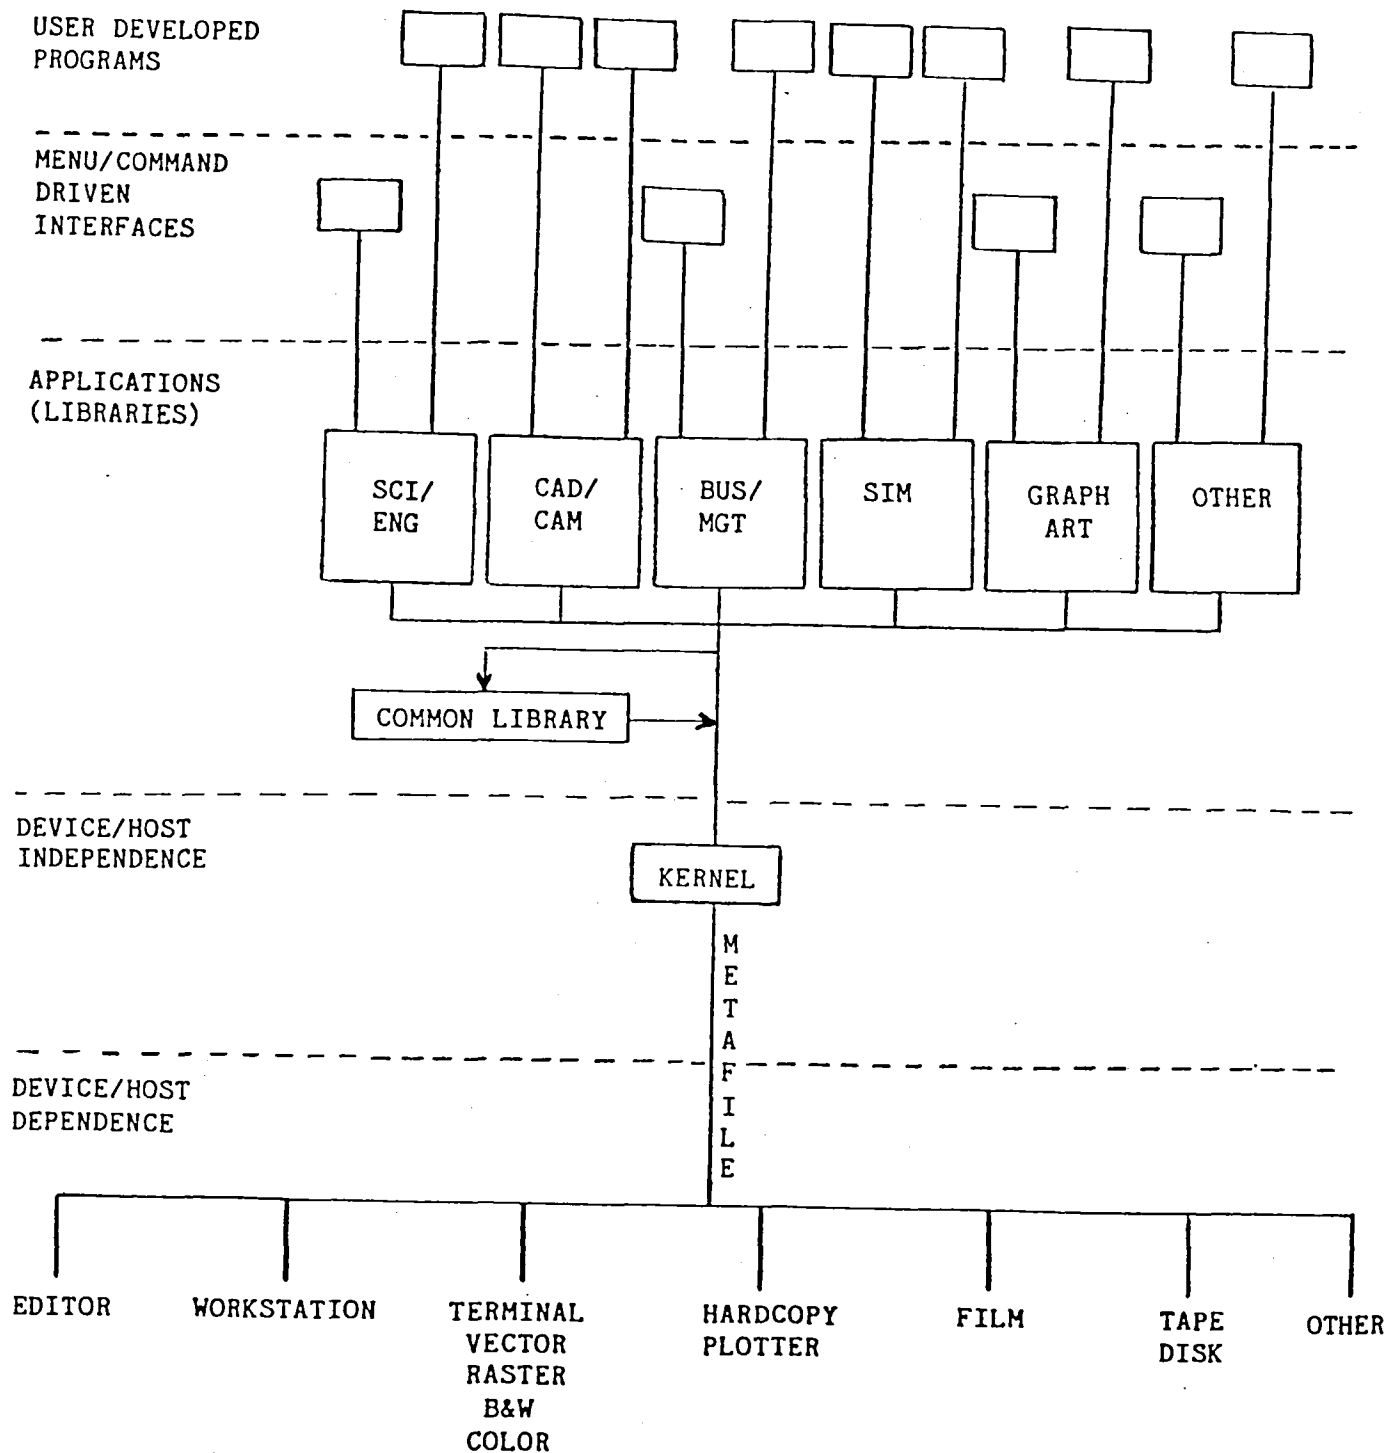 USER DEVELOPED
PROGRAMS
MENU/COMMAND
DRIVEN
INTERFACES
APPLICATIONS
(LIBRARIES)
SCI/
ENG
CAD/
CAM
BUS/
MGT
SIM
GRAPH
ART
OTHER
COMMON LIBRARY
DEVICE/HOST
INDEPENDENCE
KERNEL
METAFILE
DEVICE/HOST
DEPENDENCE
EDITOR
WORKSTATION
TERMINAL
VECTOR
RASTER
B&W
COLOR
HARDCOPY
PLOTTER
FILM
TAPE
DISK
OTHER